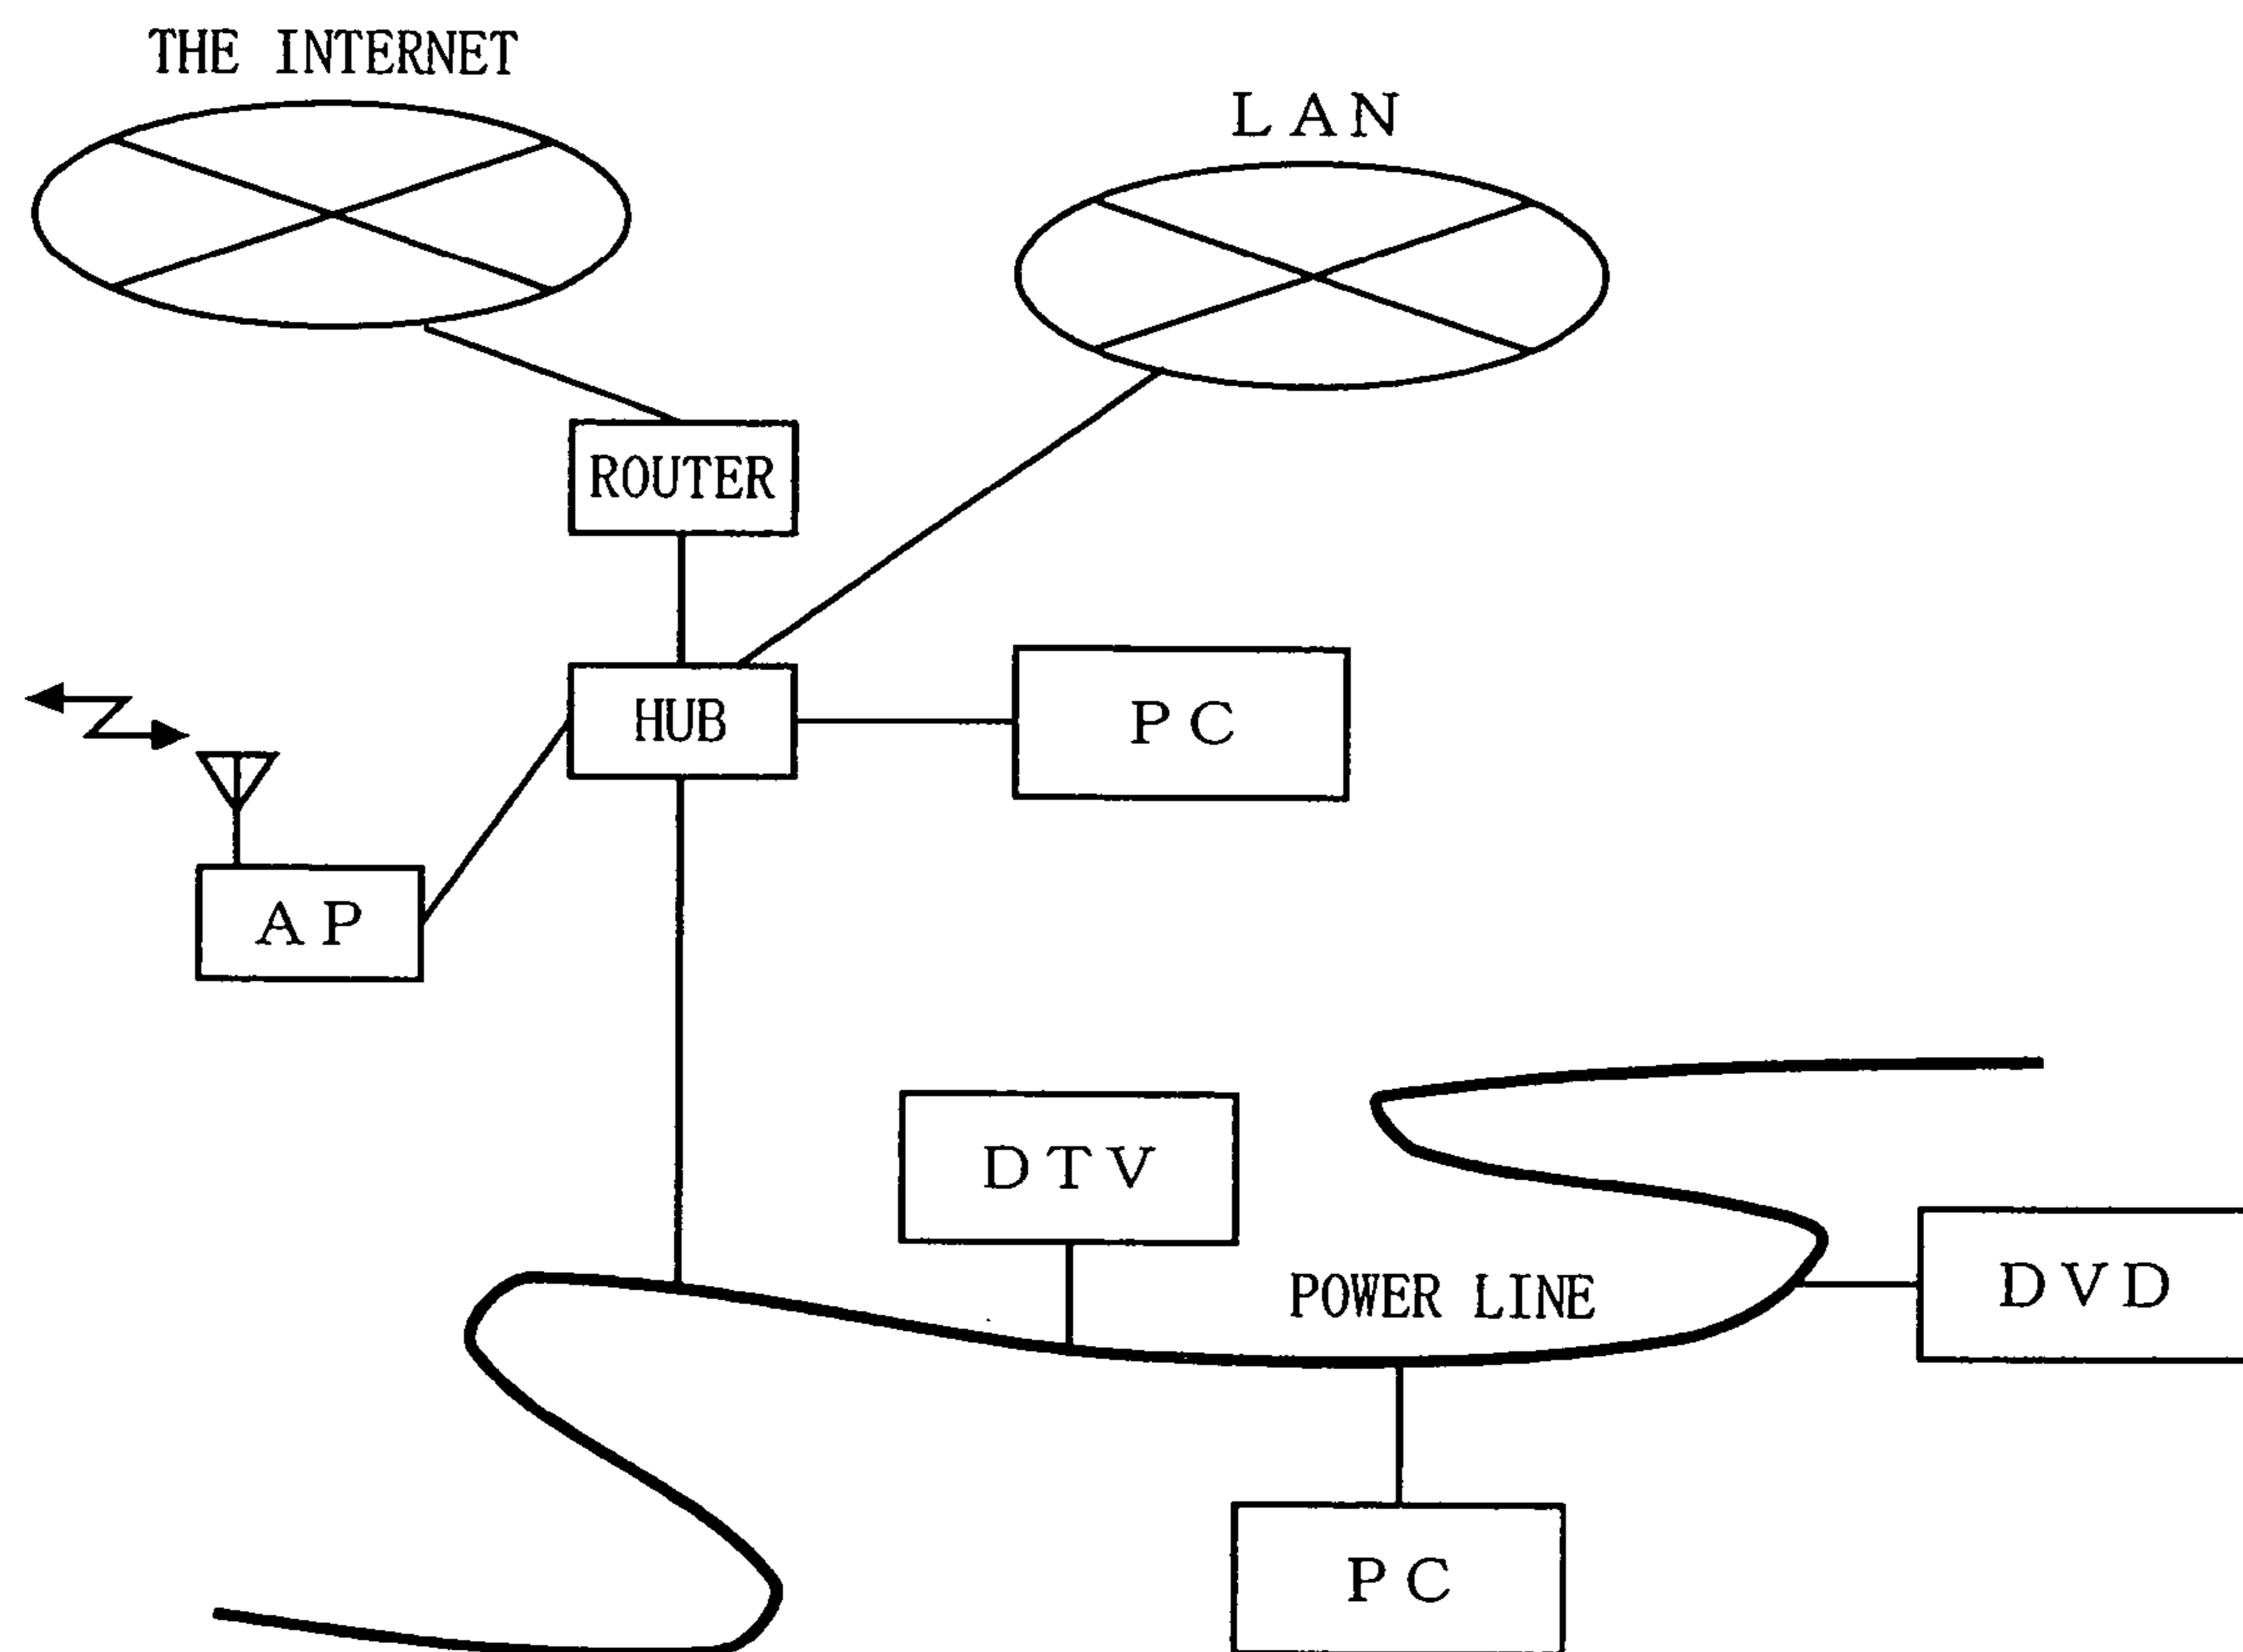 THE INTERNET
LAN
ROUTER
HUB
PC
AP
DTV
POWER LINE
DVD
PC